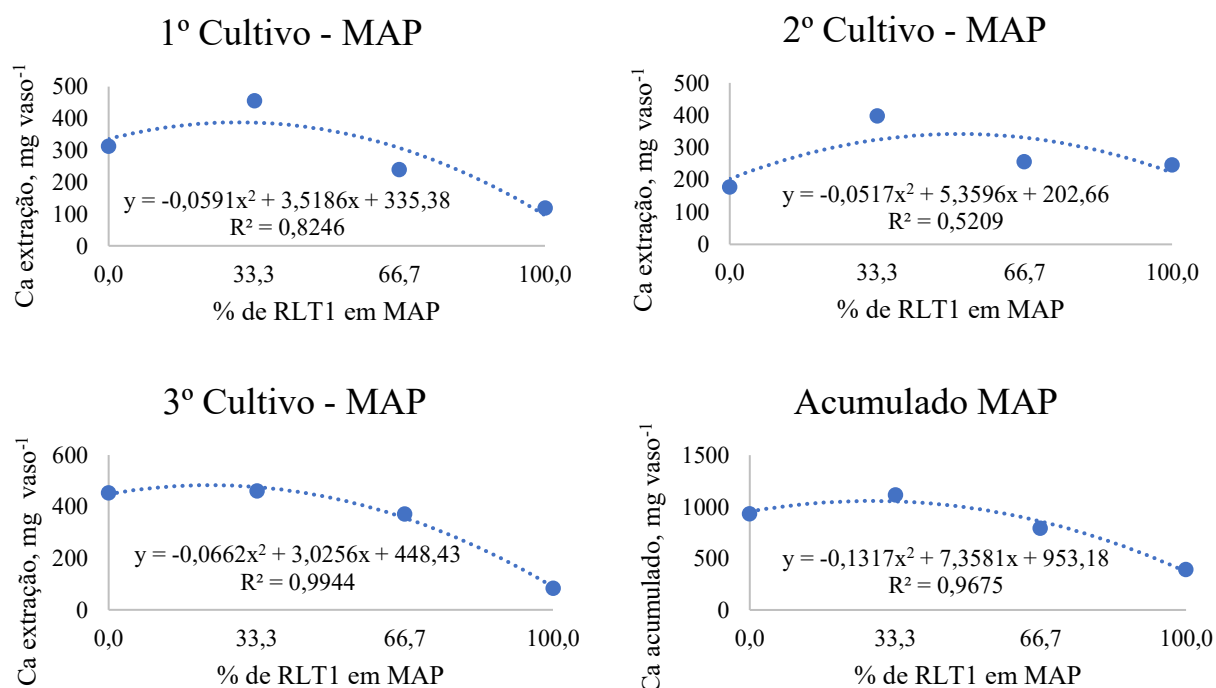 1º Cultivo - MAP
Ca extração, mg vaso-1
500
400
300
200
100
0
y = -0,0591x² + 3,5186x + 335,38
R² = 0,8246
0,0 33,3 66,7 100,0
% de RLT1 em MAP
2º Cultivo - MAP
Ca extração, mg vaso-1
500
400
300
200
100
0
y = -0,0517x² + 5,3596x + 202,66
R² = 0,5209
0,0 33,3 66,7 100,0
% de RLT1 em MAP
3º Cultivo - MAP
Ca extração, mg vaso-1
600
400
200
0
y = -0,0662x² + 3,0256x + 448,43
R² = 0,9944
0,0 33,3 66,7 100,0
% de RLT1 em MAP
Acumulado MAP
Ca acumulado, mg vaso-1
1500
1000
500
0
y = -0,1317x² + 7,3581x + 953,18
R² = 0,9675
0,0 33,3 66,7 100,0
% de RLT1 em MAP